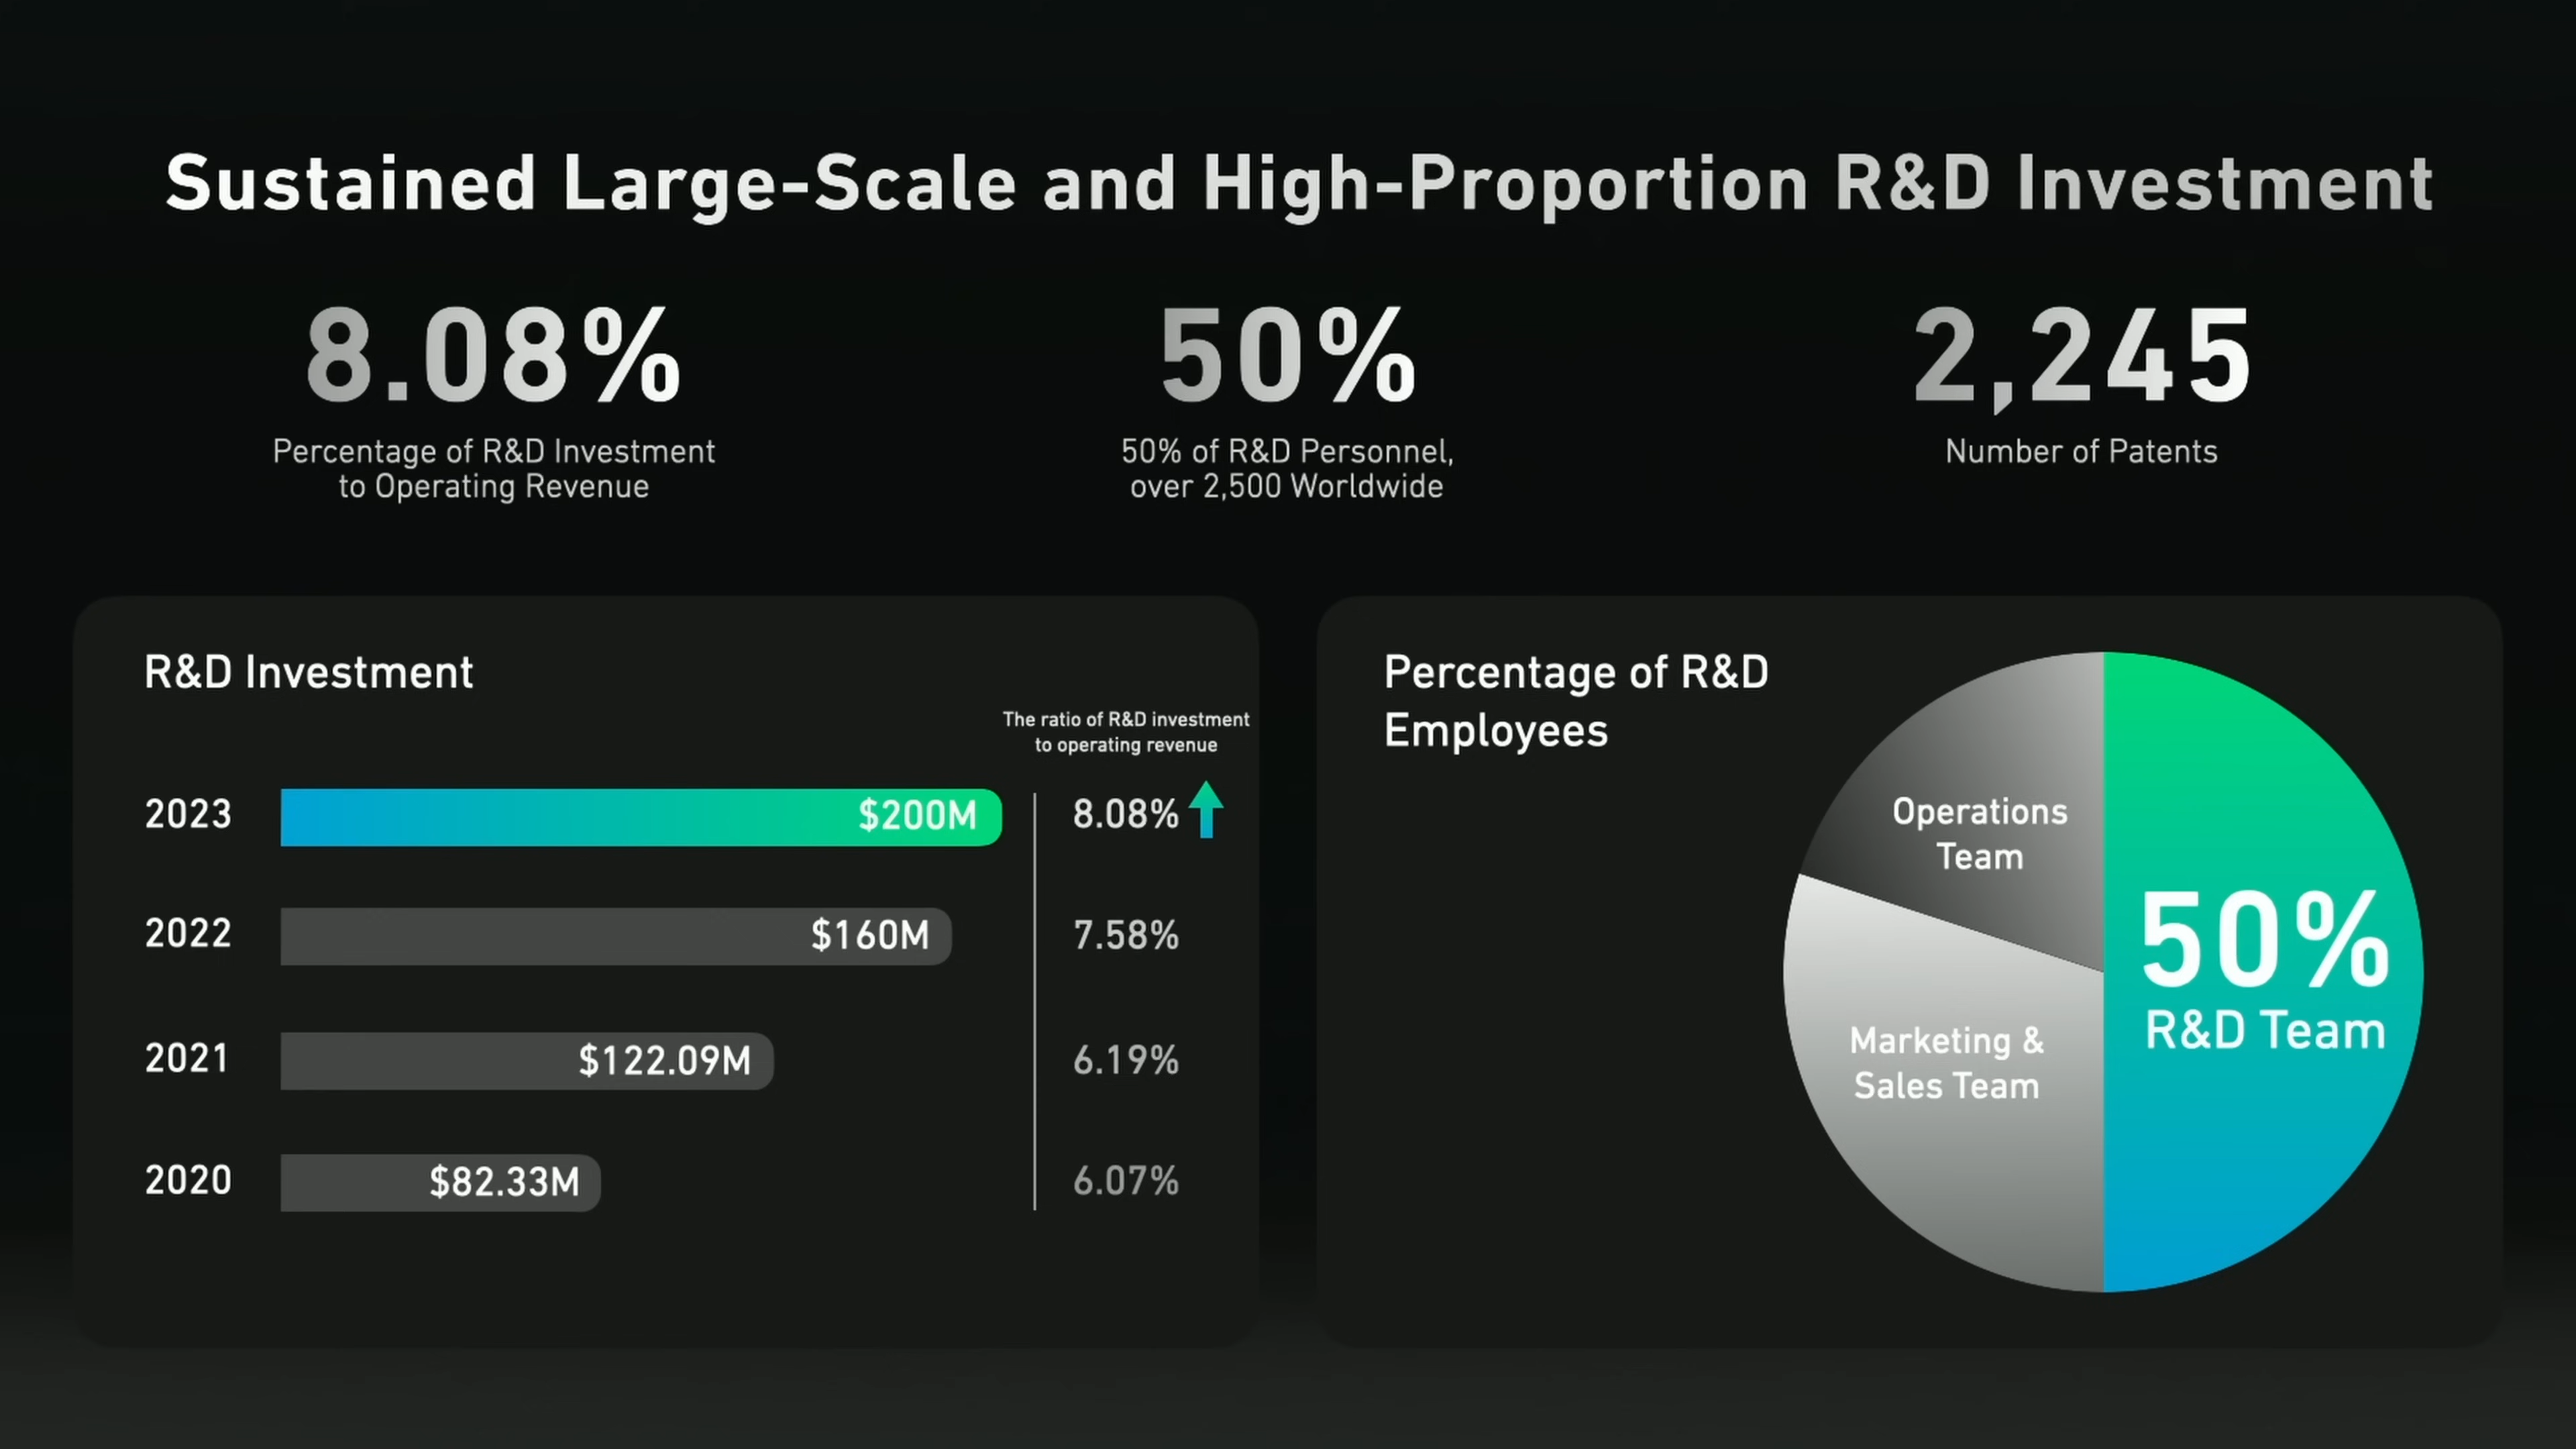 Sustained Large-Scale and High-Proportion R&D Investment
8.08%
Percentage of R&D Investment
to Operating Revenue
50%
50% of R&D Personnel,
over 2,500 Worldwide
2,245
Number of Patents
R&D Investment
The ratio of R&D investment
to operating revenue
2023 $200M 8.08%
2022 $160M 7.58%
2021 $122.09M 6.19%
2020 $82.33M 6.07%
Percentage of R&D
Employees
Operations
Team
50%
R&D Team
Marketing &
Sales Team